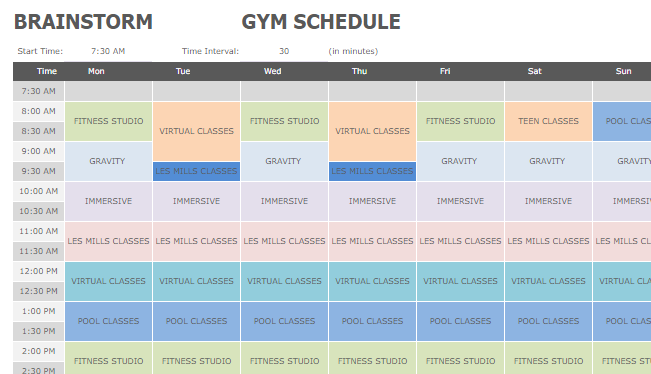 BRAINSTORM GYM SCHEDULE
Start Time: 7:30 AM Time Interval: 30 (in minutes)
Time Mon Tue Wed Thu Fri Sat Sun
7:30 AM
8:00 AM
FITNESS STUDIO FITNESS STUDIO FITNESS STUDIO TEEN CLASSES POOL
8:30 AM VIRTUAL CLASSES VIRTUAL CLASSES
9:00 AM
GRAVITY GRAVITY GRAVITY GRAVITY
9:30 AM LES MILLS CLASSES LES MILLS CLASSES
10:00 AM
IMMERSIVE IMMERSIVE IMMERSIVE IMMERSIVE IMMERSIVE IMMERSIVE
10:30 AM
11:00 AM
LES MILLS CLASSES LES MILLS CLASSES LES MILLS CLASSES LES MILLS CLASSES LES MILLS CLASSES LES MILLS CLASSES LES MILLS
11:30 AM
12:00 PM
VIRTUAL CLASSES VIRTUAL CLASSES VIRTUAL CLASSES VIRTUAL CLASSES VIRTUAL CLASSES VIRTUAL CLASSES VIRTUAL
12:30 PM
1:00 PM
POOL CLASSES POOL CLASSES POOL CLASSES POOL CLASSES POOL CLASSES POOL CLASSES POOL
1:30 PM
2:00 PM
FITNESS STUDIO FITNESS STUDIO FITNESS STUDIO FITNESS STUDIO FITNESS STUDIO FITNESS STUDIO FITNESS
2:30 PM